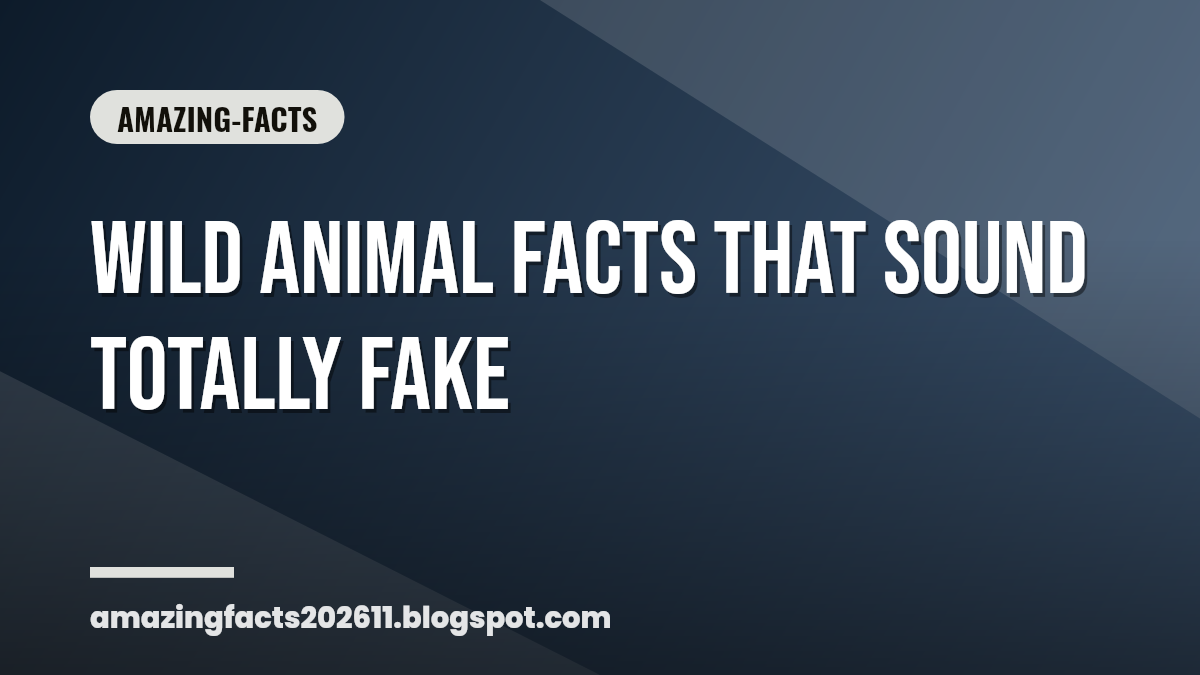 AMAZING-FACTS
WILD ANIMAL FACTS THAT SOUND
TOTALLY FAKE
amazingfacts202611.blogspot.com